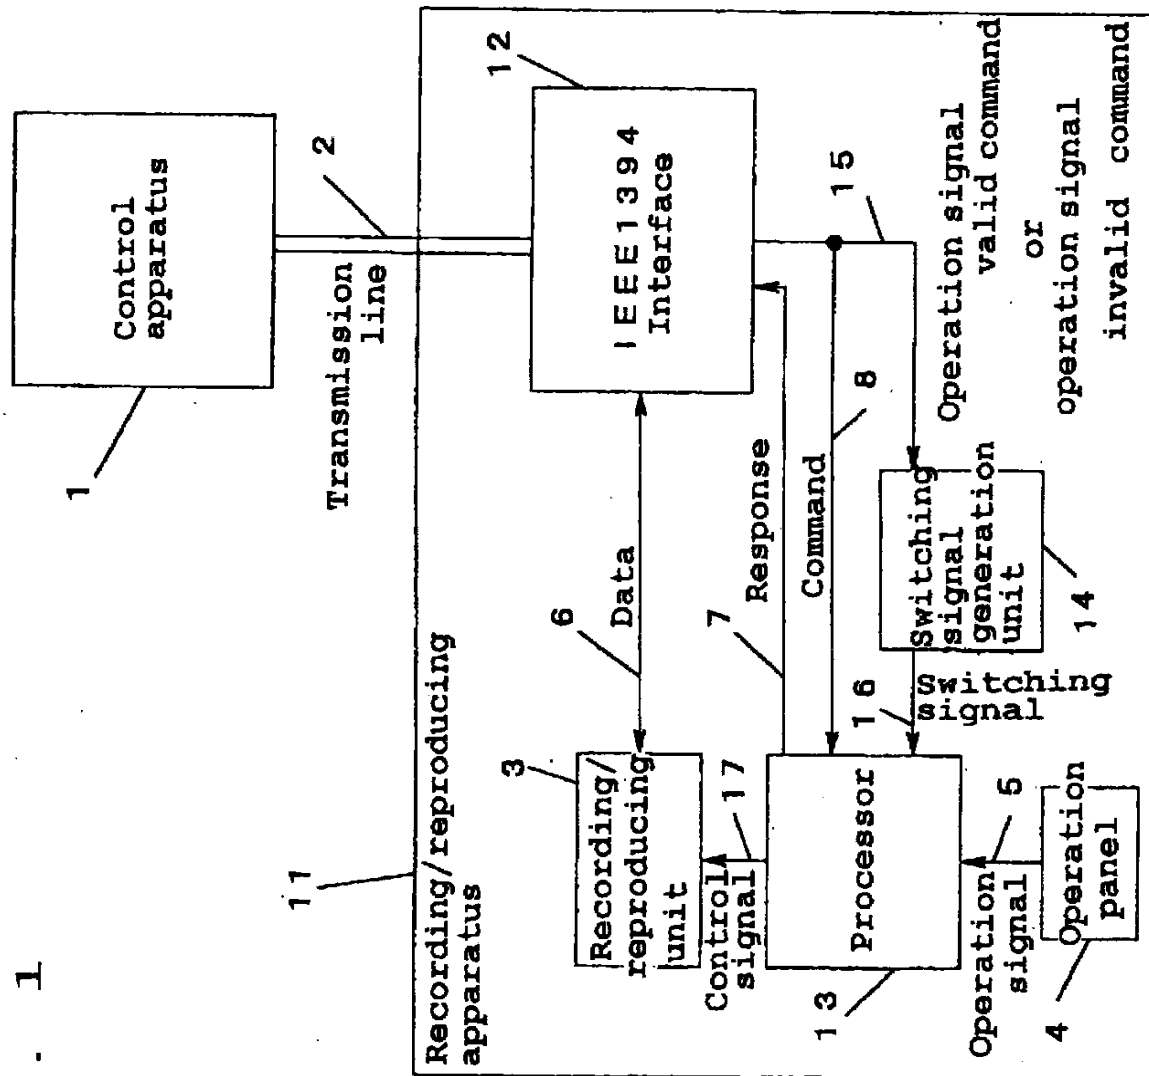 - 1
1
Control
apparatus
2
Transmission
line
11
Recording/reproducing
apparatus
12
IEEE1394
Interface
6
Data
3
Recording/
reproducing
unit
7
Response
Command
8
15
Operation signal
valid command
or
operation signal
invalid command
Control
signal
17
13
Processor
16
Switching
signal
Switching
signal
generation
unit
14
Operation
signal
5
4
Operation
panel